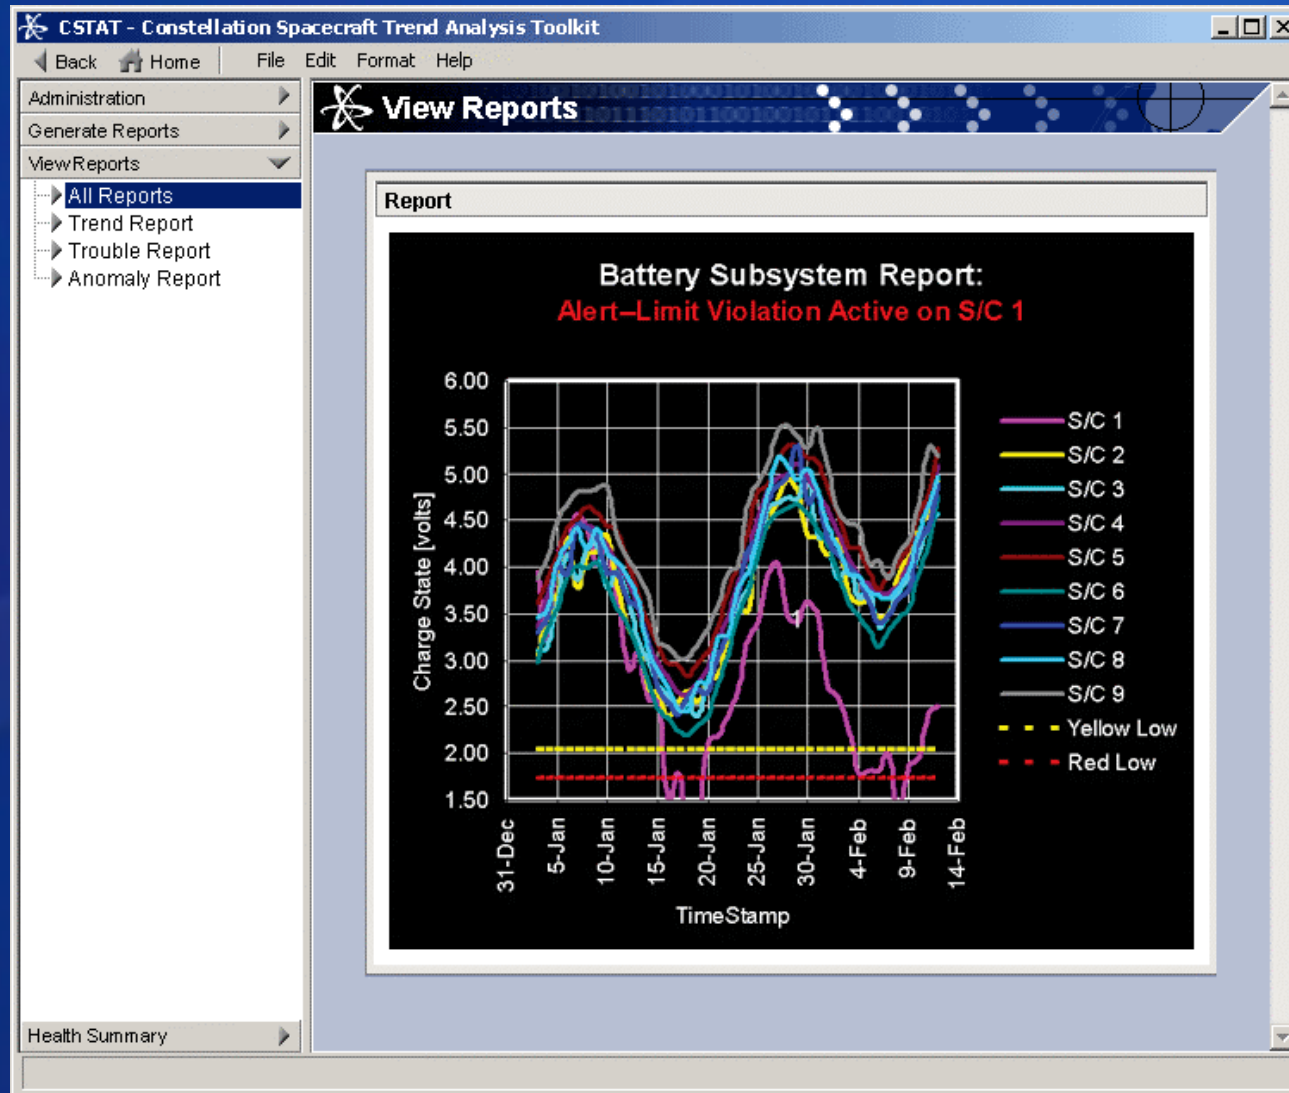 CSTAT - Constellation Spacecraft Trend Analysis Toolkit
Back Home File Edit Format Help
Administration
Generate Reports
View Reports
All Reports
Trend Report
Trouble Report
Anomaly Report
Health Summary
View Reports
Report
Battery Subsystem Report:
Alert–Limit Violation Active on S/C 1
Charge State [volts]
6.00
5.50
5.00
4.50
4.00
3.50
3.00
2.50
2.00
1.50
1
31-Dec
5-Jan
10-Jan
15-Jan
20-Jan
25-Jan
30-Jan
4-Feb
9-Feb
14-Feb
TimeStamp
S/C 1
S/C 2
S/C 3
S/C 4
S/C 5
S/C 6
S/C 7
S/C 8
S/C 9
Yellow Low
Red Low